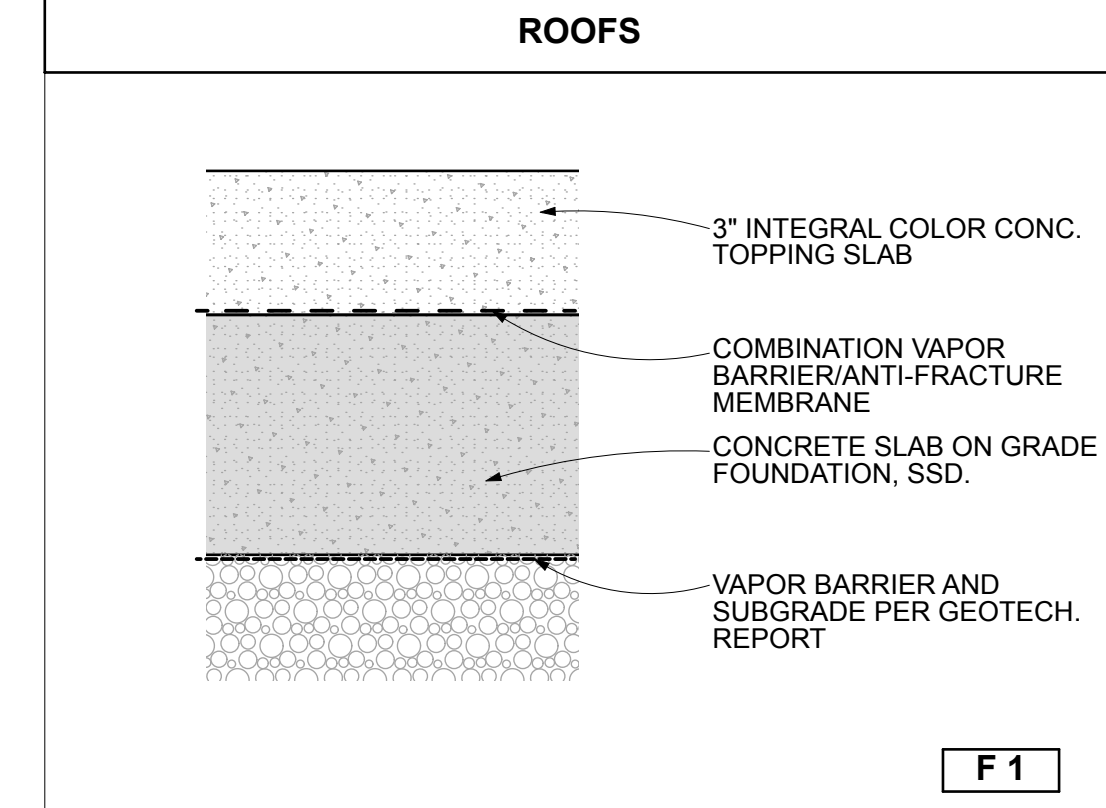 ROOFS
3" INTEGRAL COLOR CONC.
TOPPING SLAB
COMBINATION VAPOR
BARRIER/ANTI-FRACTURE
MEMBRANE
CONCRETE SLAB ON GRADE
FOUNDATION, SSD.
VAPOR BARRIER AND
SUBGRADE PER GEOTECH.
REPORT
F 1